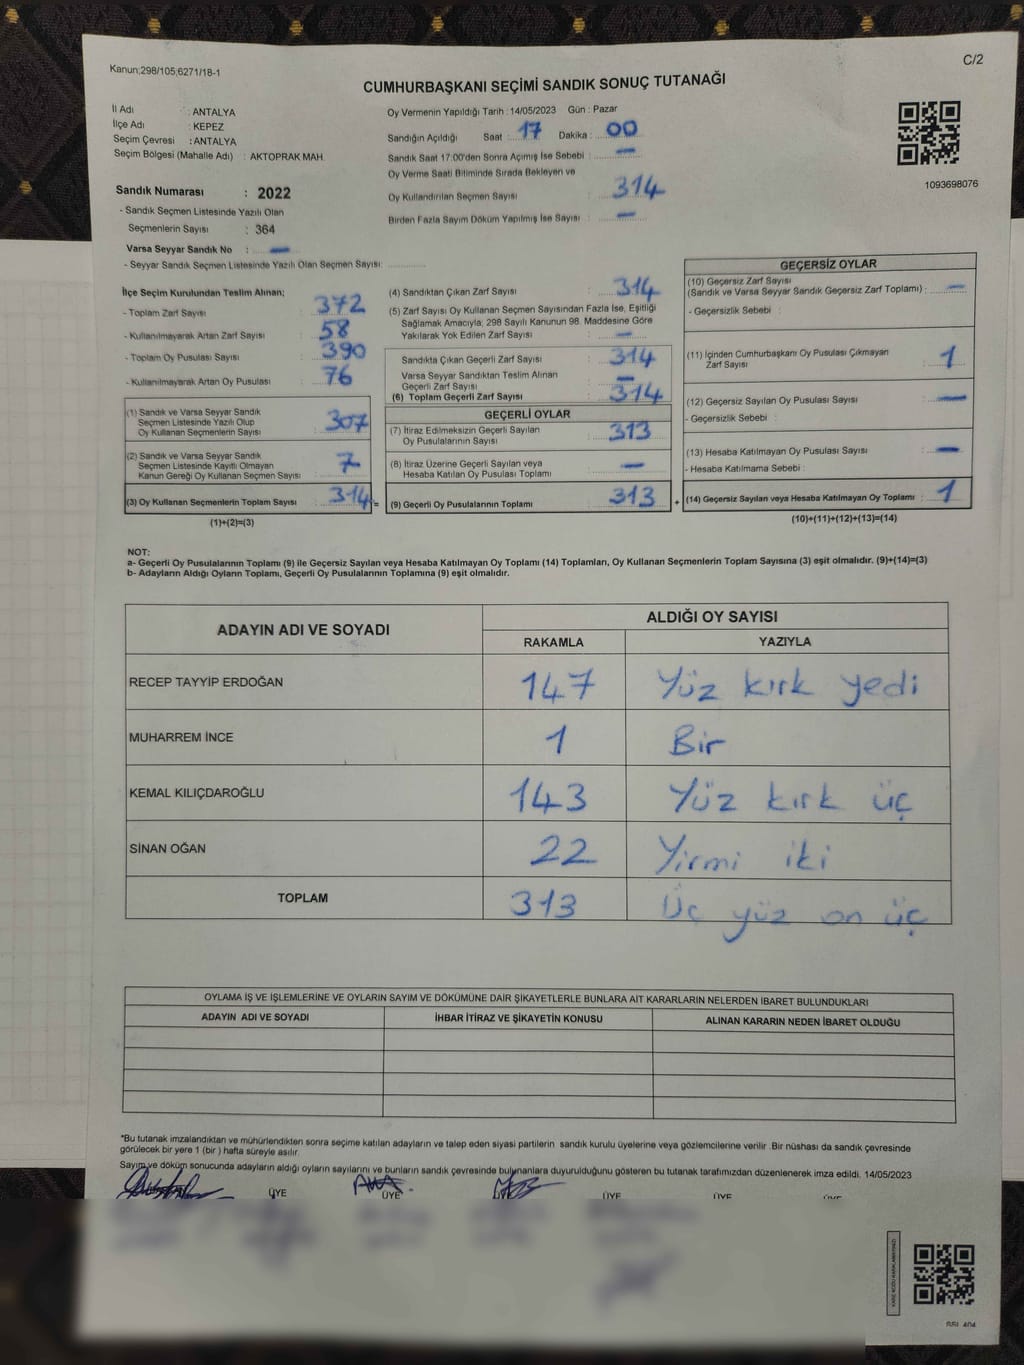 Kanun;298/105;6271/18-1
C/2
CUMHURBAŞKANI SEÇİMİ SANDIK SONUÇ TUTANAĞI
İl Adı : ANTALYA
İlçe Adı : KEPEZ
Seçim Çevresi : ANTALYA
Seçim Bölgesi (Mahalle Adı) : AKTOPRAK MAH.
Sandık Numarası : 2022
- Sandık Seçmen Listesinde Yazılı Olan
Seçmenlerin Sayısı : 364
Varsa Seyyar Sandık No : —
- Seyyar Sandık Seçmen Listesinde Yazılı Olan Seçmen Sayısı:
Oy Vermenin Yapıldığı Tarih : 14/05/2023 Gün : Pazar
Sandığın Açıldığı Saat : 17 Dakika : 00
Sandık Saat 17:00'den Sonra Açımış İse Sebebi : —
Oy Verme Saati Bitiminde Sırada Bekleyen ve
Oy Kullandırılan Seçmen Sayısı : 314
Birden Fazla Sayım Döküm Yapılmış İse Sayısı : —
1093698076
İlçe Seçim Kurulundan Teslim Alınan;
- Toplam Zarf Sayısı : 372
- Kullanılmayarak Artan Zarf Sayısı : 58
- Toplam Oy Pusulası Sayısı : 390
- Kullanılmayarak Artan Oy Pusulası : 76
(1) Sandık ve Varsa Seyyar Sandık
Seçmen Listesinde Yazılı Olup
Oy Kullanan Seçmenlerin Sayısı : 307
(2) Sandık ve Varsa Seyyar Sandık
Seçmen Listesinde Kayıtlı Olmayan
Kanun Gereği Oy Kullanan Seçmen Sayısı : 7
(3) Oy Kullanan Seçmenlerin Toplam Sayısı : 314 =
(1)+(2)=(3)
(4) Sandıktan Çıkan Zarf Sayısı : 314
(5) Zarf Sayısı Oy Kullanan Seçmen Sayısından Fazla İse, Eşitliği
Sağlamak Amacıyla; 298 Sayılı Kanunun 98. Maddesine Göre
Yakılarak Yok Edilen Zarf Sayısı : —
Sandıkta Çıkan Geçerli Zarf Sayısı : 314
Varsa Seyyar Sandıktan Teslim Alınan
Geçerli Zarf Sayısı : —
(6) Toplam Geçerli Zarf Sayısı : 314
GEÇERLİ OYLAR
(7) İtiraz Edilmeksizin Geçerli Sayılan
Oy Pusulalarının Sayısı : 313
(8) İtiraz Üzerine Geçerli Sayılan veya
Hesaba Katılan Oy Pusulası Toplamı : —
(9) Geçerli Oy Pusulalarının Toplamı : 313 +
GEÇERSİZ OYLAR
(10) Geçersiz Zarf Sayısı
(Sandık ve Varsa Seyyar Sandık Geçersiz Zarf Toplamı) : —
- Geçersizlik Sebebi :
(11) İçinden Cumhurbaşkanı Oy Pusulası Çıkmayan
Zarf Sayısı : 1
(12) Geçersiz Sayılan Oy Pusulası Sayısı : —
- Geçersizlik Sebebi :
(13) Hesaba Katılmayan Oy Pusulası Sayısı : —
- Hesaba Katılmama Sebebi :
(14) Geçersiz Sayılan veya Hesaba Katılmayan Oy Toplamı : 1
(10)+(11)+(12)+(13)=(14)
NOT:
a- Geçerli Oy Pusulalarının Toplamı (9) ile Geçersiz Sayılan veya Hesaba Katılmayan Oy Toplamı (14) Toplamları, Oy Kullanan Seçmenlerin Toplam Sayısına (3) eşit olmalıdır. (9)+(14)=(3)
b- Adayların Aldığı Oyların Toplamı, Geçerli Oy Pusulalarının Toplamına (9) eşit olmalıdır.
ADAYIN ADI VE SOYADI ALDIĞI OY SAYISI
RAKAMLA YAZIYLA
RECEP TAYYİP ERDOĞAN 147 Yüz kırk yedi
MUHARREM İNCE 1 Bir
KEMAL KILIÇDAROĞLU 143 Yüz kırk üç
SİNAN OĞAN 22 Yirmi iki
TOPLAM 313 Üç yüz on üç
OYLAMA İŞ VE İŞLEMLERİNE VE OYLARIN SAYIM VE DÖKÜMÜNE DAİR ŞİKAYETLERLE BUNLARA AİT KARARLARIN NELERDEN İBARET BULUNDUKLARI
ADAYIN ADI VE SOYADI İHBAR İTİRAZ VE ŞİKAYETİN KONUSU ALINAN KARARIN NEDEN İBARET OLDUĞU
*Bu tutanak imzalandıktan ve mühürlendikten sonra seçime katılan adayların ve talep eden siyasi partilerin sandık kurulu üyelerine veya gözlemcilerine verilir. Bir nüshası da sandık çevresinde
görülecek bir yere 1 (bir) hafta süreyle asılır.
Sayım ve döküm sonucunda adayların aldığı oyların sayılarını ve bunların sandık çevresinde bulunanlara duyurulduğunu gösteren bu tutanak tarafımızdan düzenlenerek imza edildi. 14/05/2023
ÜYE ÜYE ÜYE ÜYE ÜYE